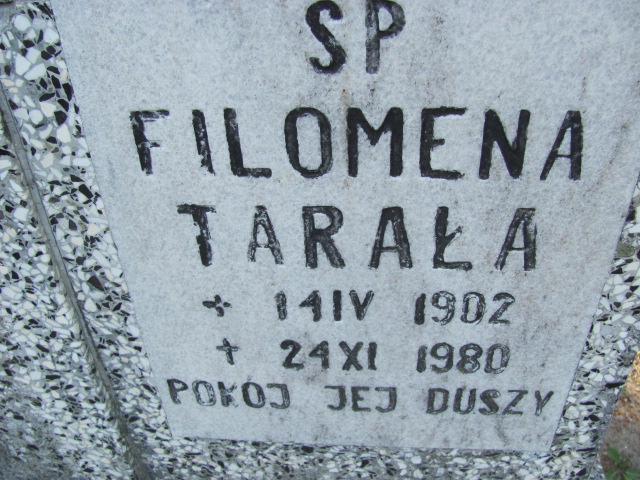 SP
FILOMENA
TARAŁA
+ 14 IV 1902
+ 24 XI 1980
POKOJ JEJ DUSZY